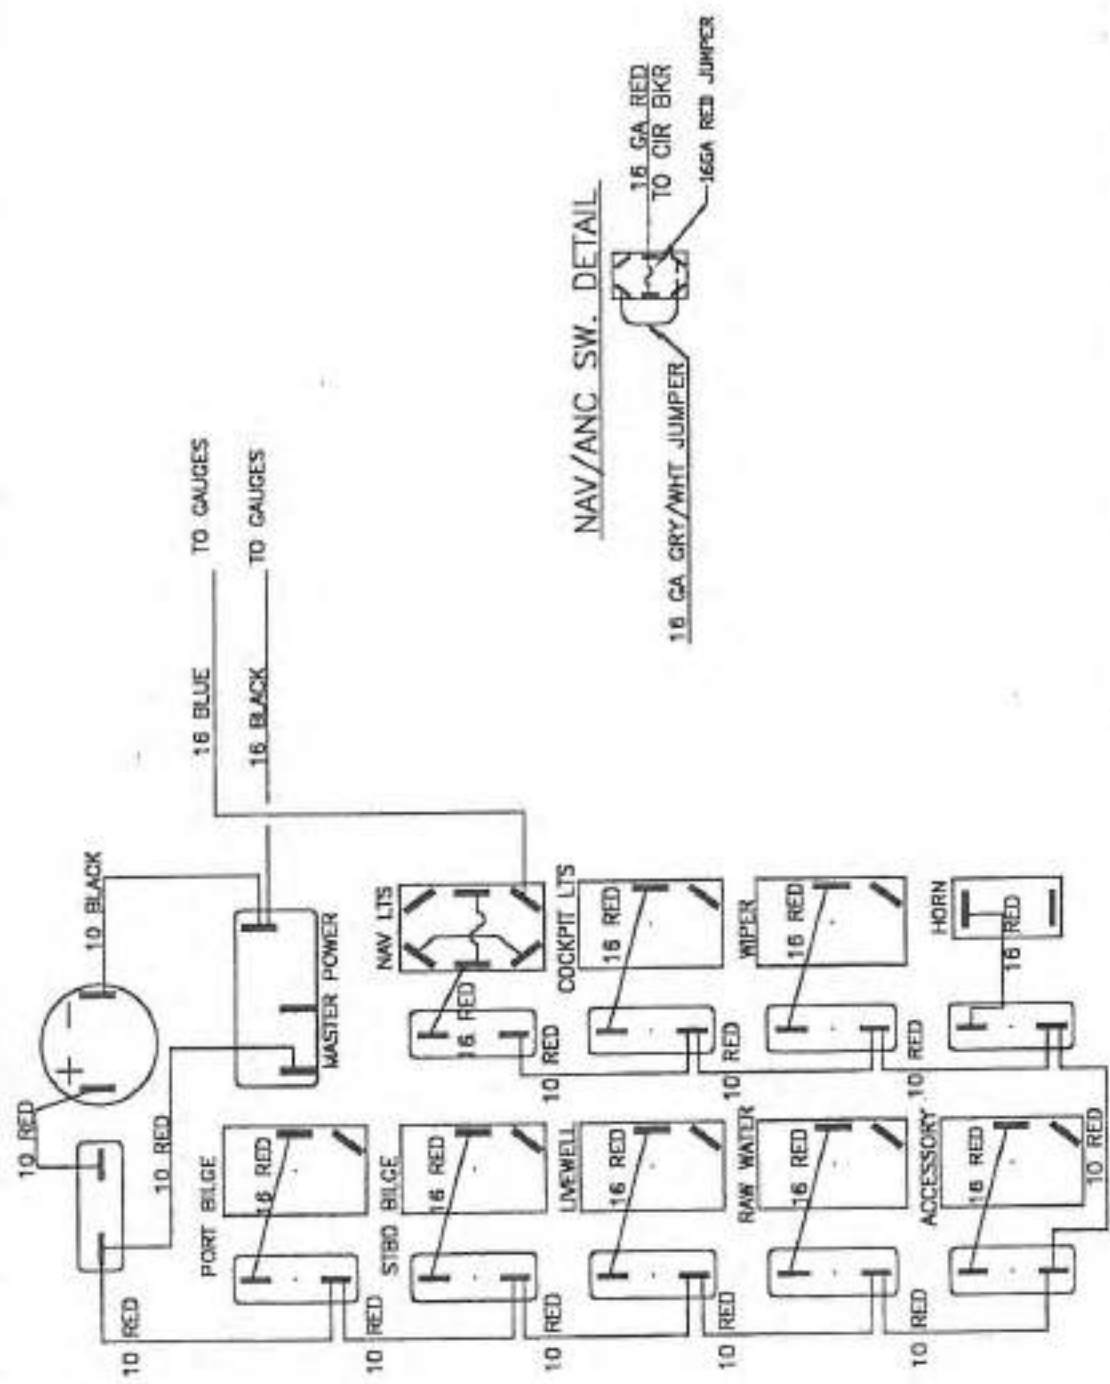 10 RED
10 BLACK
10 RED
16 BLUE
TO GAUGES
16 BLACK
TO GAUGES
+
−
MASTER POWER
10 RED
PORT BILGE
16 RED
NAV LTS
16 RED
10 RED
STBD BILGE
16 RED
10 RED
COCKPIT LTS
16 RED
10 RED
LIVEWELL
16 RED
10 RED
WIPER
16 RED
10 RED
RAW WATER
16 RED
10 RED
HORN
16 RED
ACCESSORY
16 RED
10 RED
NAV/ANC SW. DETAIL
16 GA RED
TO CIR BKR
16GA RED JUMPER
16 GA GRY/WHT JUMPER